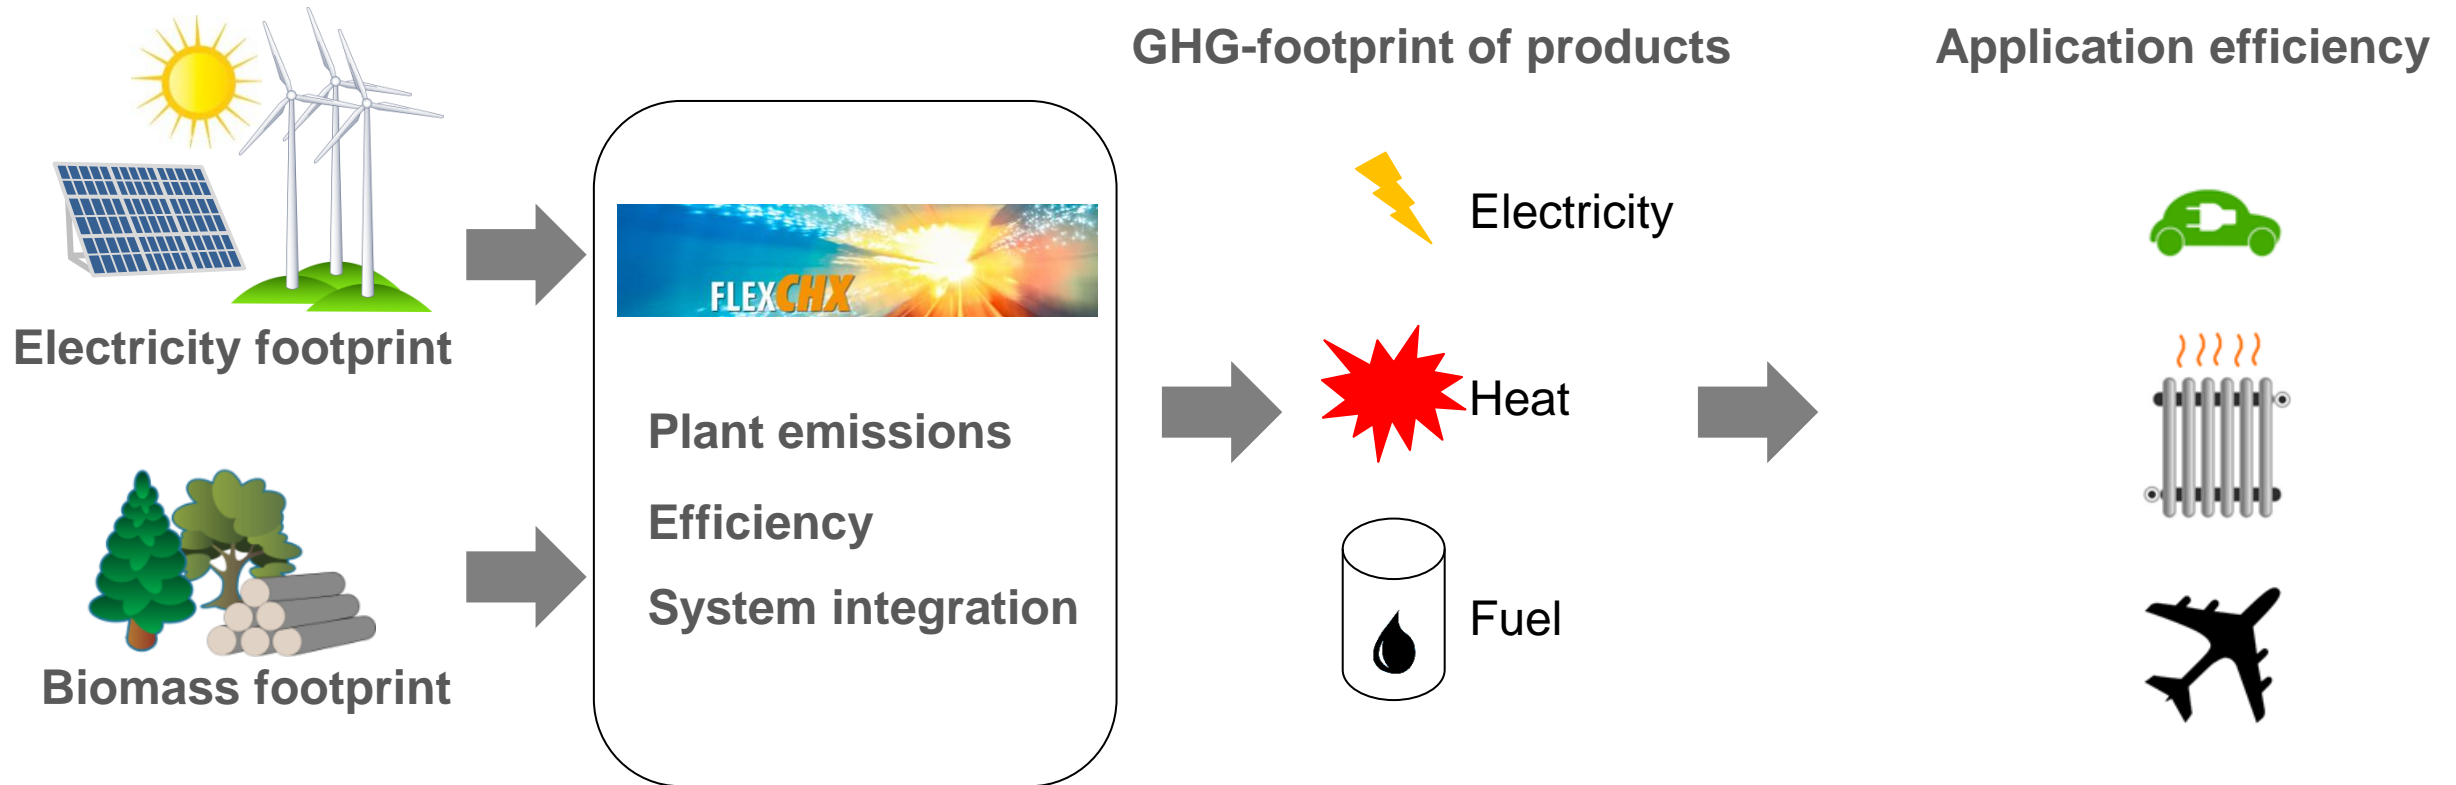 GHG-footprint of products
Application efficiency
Electricity footprint
Biomass footprint
FLEXCHX
Plant emissions
Efficiency
System integration
Electricity
Heat
Fuel